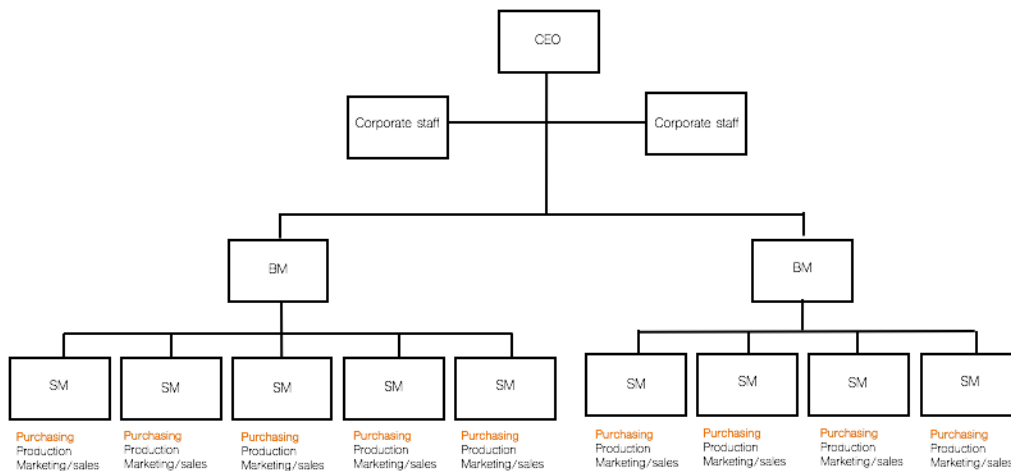 CEO
Corporate staff
Corporate staff
BM
BM
SM
SM
SM
SM
SM
SM
SM
SM
SM
Purchasing
Production
Marketing/sales
Purchasing
Production
Marketing/sales
Purchasing
Production
Marketing/sales
Purchasing
Production
Marketing/sales
Purchasing
Production
Marketing/sales
Purchasing
Production
Marketing/sales
Purchasing
Production
Marketing/sales
Purchasing
Production
Marketing/sales
Purchasing
Production
Marketing/sales